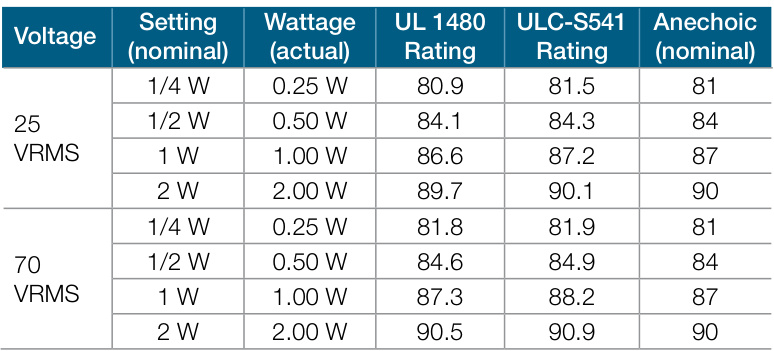 Voltage Setting (nominal) Wattage (actual) UL 1480 Rating ULC-S541 Rating Anechoic (nominal)
25 VRMS
1/4 W 0.25 W 80.9 81.5 81
1/2 W 0.50 W 84.1 84.3 84
1 W 1.00 W 86.6 87.2 87
2 W 2.00 W 89.7 90.1 90
70 VRMS
1/4 W 0.25 W 81.8 81.9 81
1/2 W 0.50 W 84.6 84.9 84
1 W 1.00 W 87.3 88.2 87
2 W 2.00 W 90.5 90.9 90